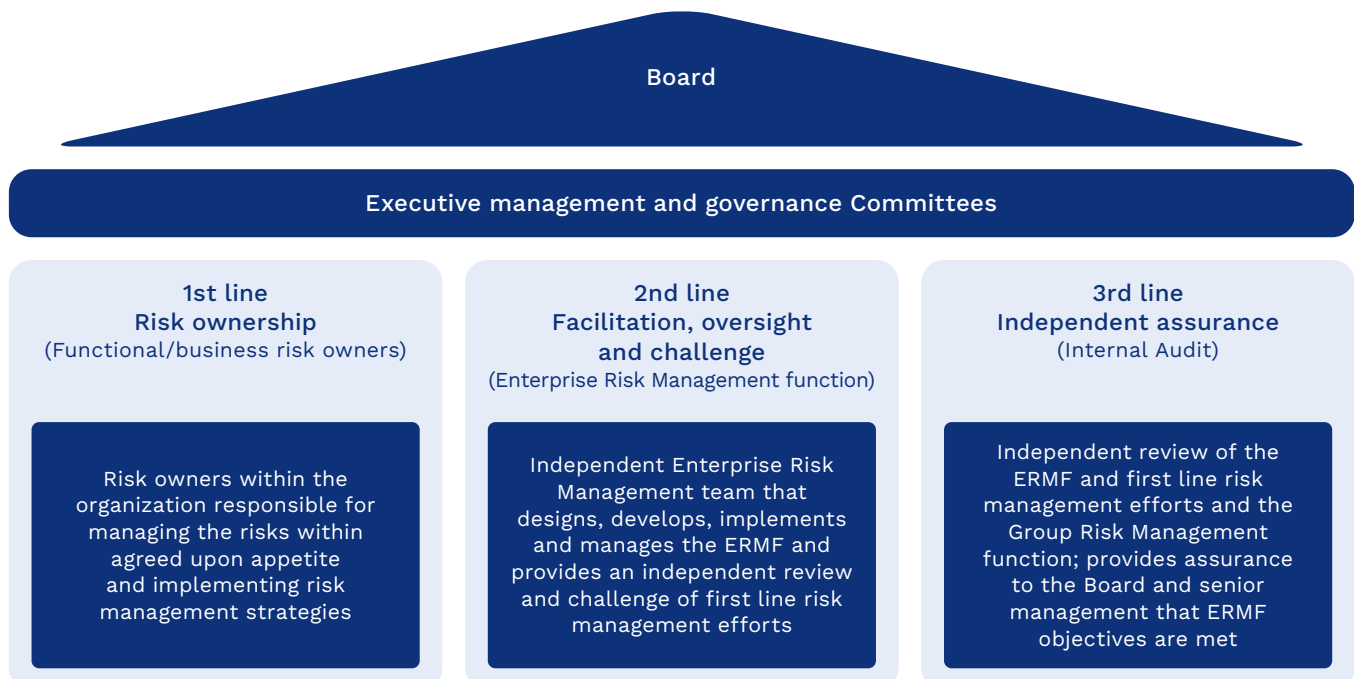 Board
Executive management and governance Committees
1st line
Risk ownership
(Functional/business risk owners)
Risk owners within the
organization responsible for
managing the risks within
agreed upon appetite
and implementing risk
management strategies
2nd line
Facilitation, oversight
and challenge
(Enterprise Risk Management function)
Independent Enterprise Risk
Management team that
designs, develops, implements
and manages the ERMF and
provides an independent review
and challenge of first line risk
management efforts
3rd line
Independent assurance
(Internal Audit)
Independent review of the
ERMF and first line risk
management efforts and the
Group Risk Management
function; provides assurance
to the Board and senior
management that ERMF
objectives are met